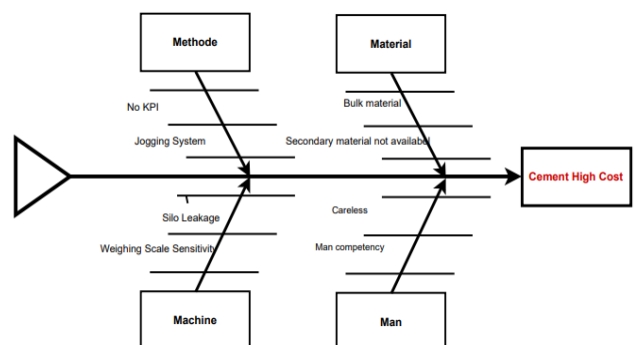 Methode
Material
No KPI
Bulk material
Jogging System
Secondary material not availabel
Cement High Cost
Silo Leakage
Careless
Weighing Scale Sensitivity
Man competency
Machine
Man